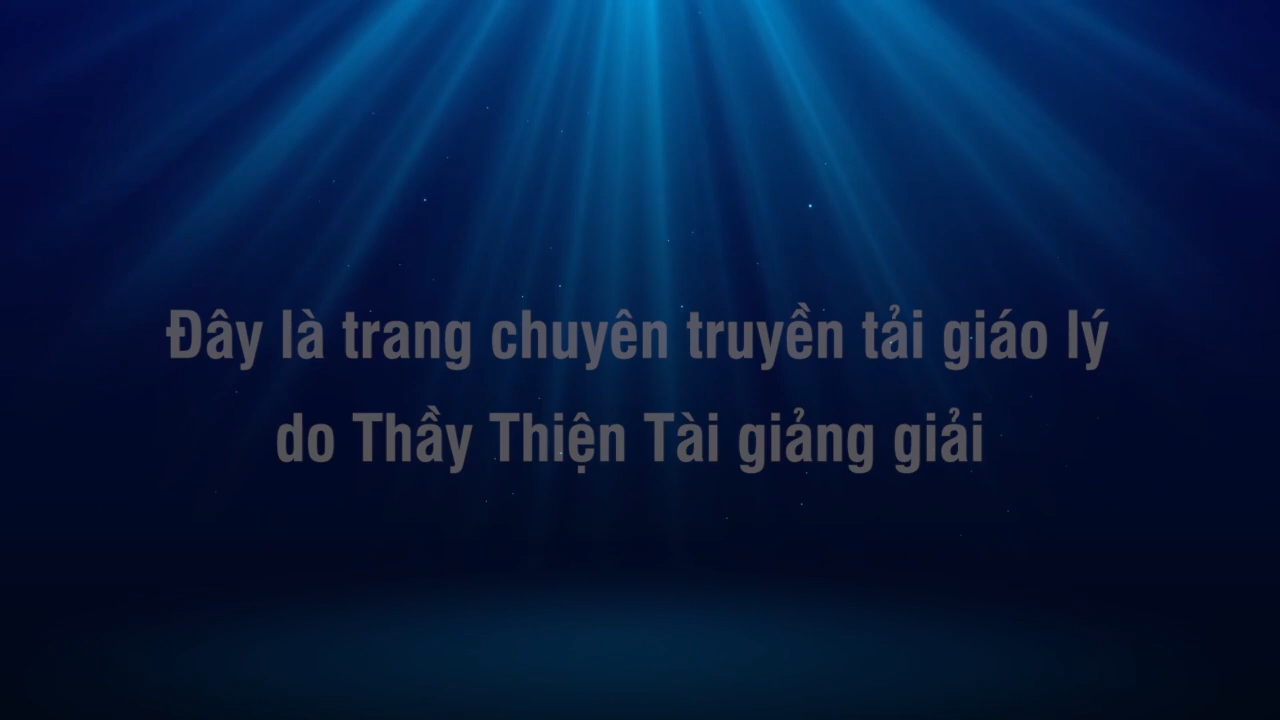 Đây là trang chuyên truyền tải giáo lý
do Thầy Thiện Tài giảng giải